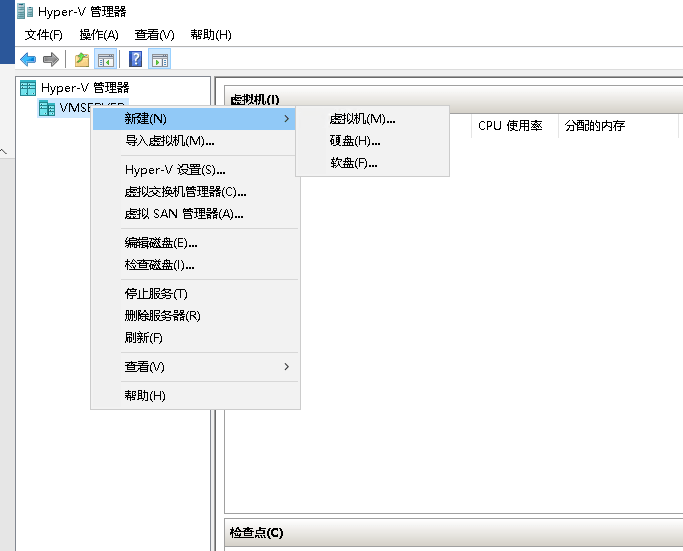 Hyper-V 管理器
文件(F) 操作(A) 查看(V) 帮助(H)
Hyper-V 管理器
VMSERVER
虚拟机(I)
CPU 使用率 分配的内存
新建(N)
虚拟机(M)...
硬盘(H)...
软盘(F)...
导入虚拟机(M)...
Hyper-V 设置(S)...
虚拟交换机管理器(C)...
虚拟 SAN 管理器(A)...
编辑磁盘(E)...
检查磁盘(I)...
停止服务(T)
删除服务器(R)
刷新(F)
查看(V)
帮助(H)
检查点(C)